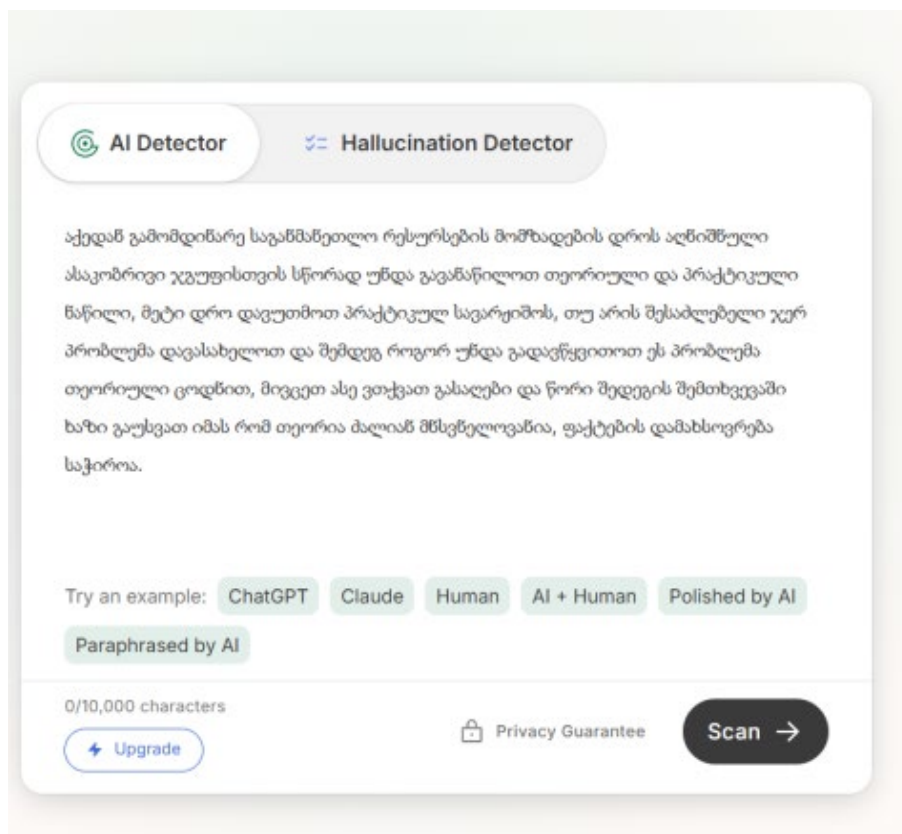 AI Detector
Hallucination Detector
აქედან გამომდინარე საგანმანეთლო რესურსების მომზადების დროს აღნიშნული
ასაკობრივი ჯგუფისთვის სწორად უნდა გავანაწილოთ თეორიული და პრაქტიკული
ნაწილი, მეტი დრო დავუთმოთ პრაქტიკულ სავარჟიშოს, თუ არის შესაძლებელი ჯერ
პრობლემა დავასახელოთ და შემდეგ როგორ უნდა გადავწყვითოთ ეს პრობლემა
თეორიული ცოდნით, მივცეთ ასე ვთქვათ გასაღები და წორი შედეგის შემთხვევაში
ხაზი გაუსვათ იმას რომ თეორია ძალიან მნსვნელოვანია, ფაქტების დამახსოვრება
საჭიროა.
Try an example: ChatGPT Claude Human AI + Human Polished by AI
Paraphrased by AI
0/10,000 characters
Upgrade
Privacy Guarantee
Scan